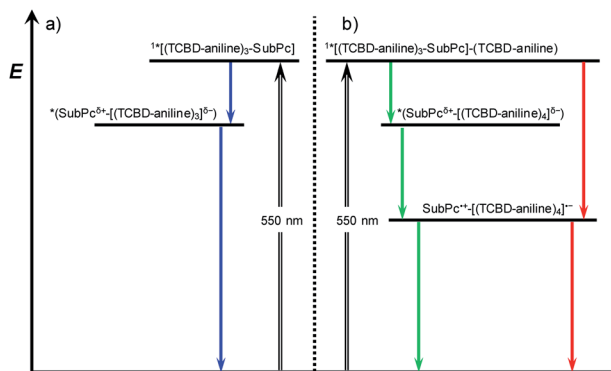 a)
b)
E
¹*[(TCBD-aniline)₃-SubPc]
¹*[(TCBD-aniline)₃-SubPc]-(TCBD-aniline)
*(SubPcᵟ⁺-[(TCBD-aniline)₃]ᵟ⁻)
*(SubPcᵟ⁺-[(TCBD-aniline)₄]ᵟ⁻)
SubPc•⁺-[(TCBD-aniline)₄]•⁻
550 nm
550 nm